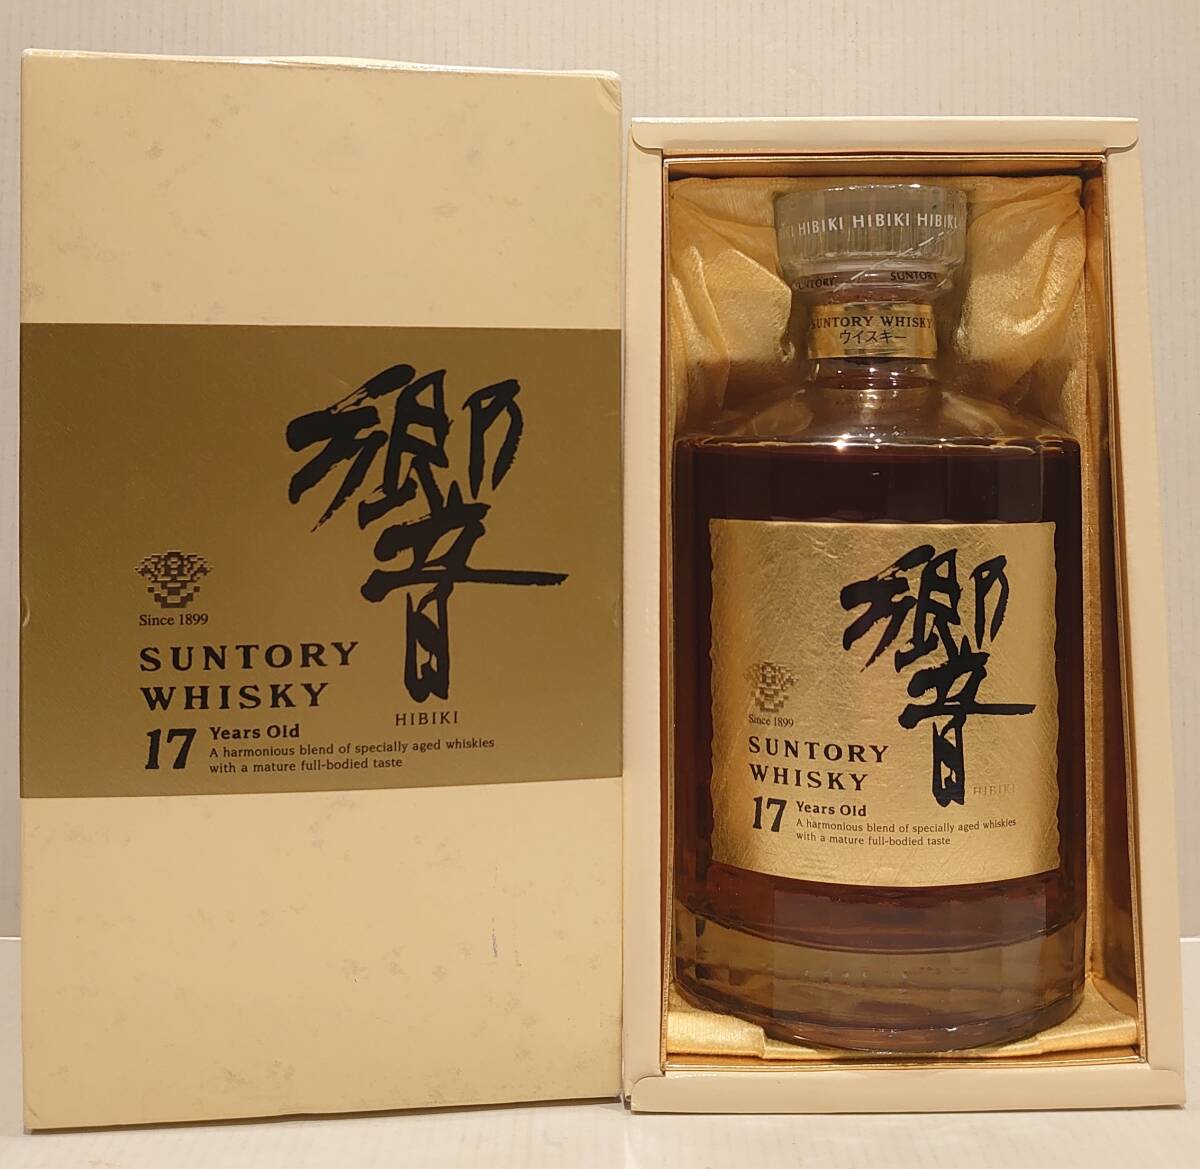 響
Since 1899
SUNTORY
WHISKY
HIBIKI
17 Years Old
A harmonious blend of specially aged whiskies
with a mature full-bodied taste
HIBIKI HIBIKI HIBIKI
SUNTORY SUNTORY
SUNTORY WHISKY
ウイスキー
響
Since 1899
SUNTORY
WHISKY
HIBIKI
17 Years Old
A harmonious blend of specially aged whiskies
with a mature full-bodied taste